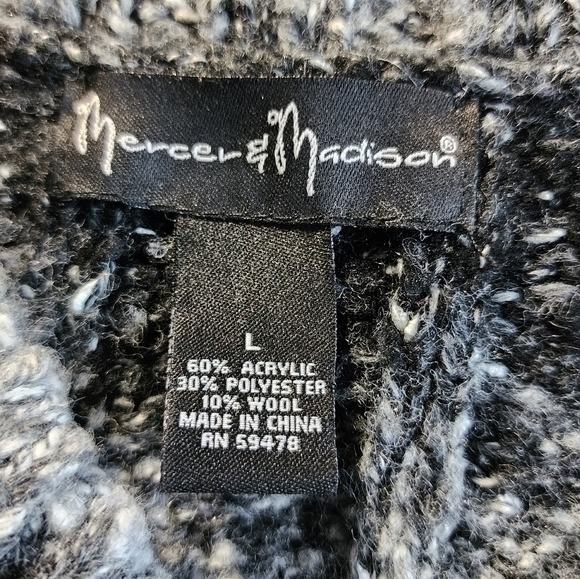 Mercer & Madison®
L
60% ACRYLIC
30% POLYESTER
10% WOOL
MADE IN CHINA
RN 59478